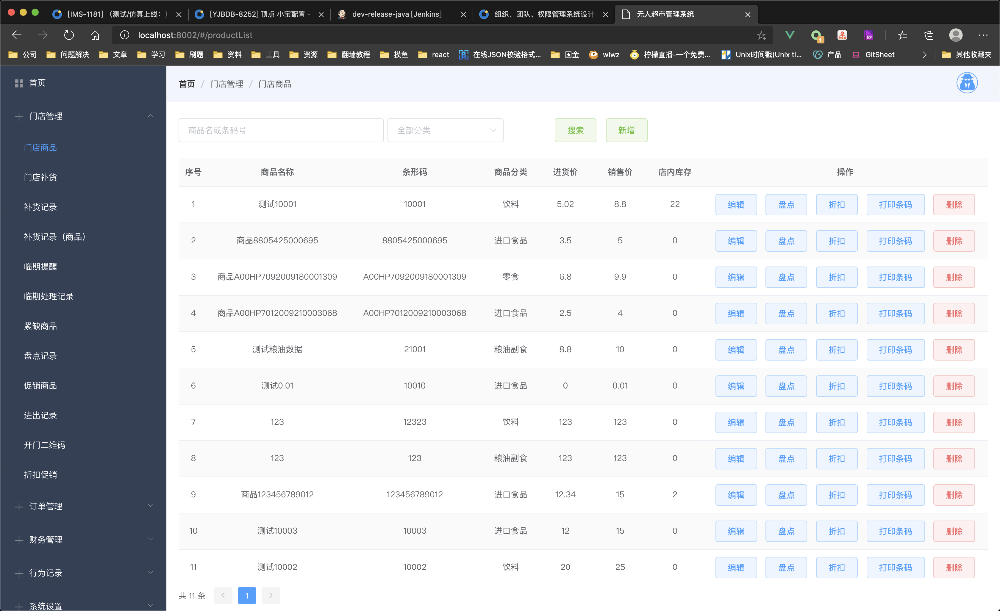 [IMS-1181] （测试/仿真上线：）
[YJBDB-8252] 顶点 小宝配置 -
dev-release-java [Jenkins]
组织、团队、权限管理系统设计
无人超市管理系统
localhost:8002/#/productList
1
RP
公司 问题解决 文章 学习 刷题 资料 工具 资源 翻墙教程 摸鱼 react 在线JSON校验格式... 国金 wlwz 柠檬直播-一个免费... Unix时间戳(Unix ti... 产品 GitSheet 其他收藏夹
首页
门店管理
门店商品
门店补货
补货记录
补货记录（商品）
临期提醒
临期处理记录
紧缺商品
盘点记录
促销商品
进出记录
开门二维码
折扣促销
订单管理
财务管理
行为记录
系统设置
首页 / 门店管理 / 门店商品
商品名或条码号 全部分类 搜索 新增
序号 商品名称 条形码 商品分类 进货价 销售价 店内库存 操作
1 测试10001 10001 饮料 5.02 8.8 22 编辑 盘点 折扣 打印条码 删除
2 商品8805425000695 8805425000695 进口食品 3.5 5 0 编辑 盘点 折扣 打印条码 删除
3 商品A00HP7092009180001309 A00HP7092009180001309 零食 6.8 9.9 0 编辑 盘点 折扣 打印条码 删除
4 商品A00HP7012009210003068 A00HP7012009210003068 进口食品 2.5 4 0 编辑 盘点 折扣 打印条码 删除
5 测试粮油数据 21001 粮油副食 8.8 10 0 编辑 盘点 折扣 打印条码 删除
6 测试0.01 10010 进口食品 0 0.01 0 编辑 盘点 折扣 打印条码 删除
7 123 12323 饮料 123 123 0 编辑 盘点 折扣 打印条码 删除
8 123 123 粮油副食 123 123 0 编辑 盘点 折扣 打印条码 删除
9 商品123456789012 123456789012 进口食品 12.34 15 2 编辑 盘点 折扣 打印条码 删除
10 测试10003 10003 进口食品 12 15 0 编辑 盘点 折扣 打印条码 删除
11 测试10002 10002 饮料 20 25 0 编辑 盘点 折扣 打印条码 删除
共 11 条 1